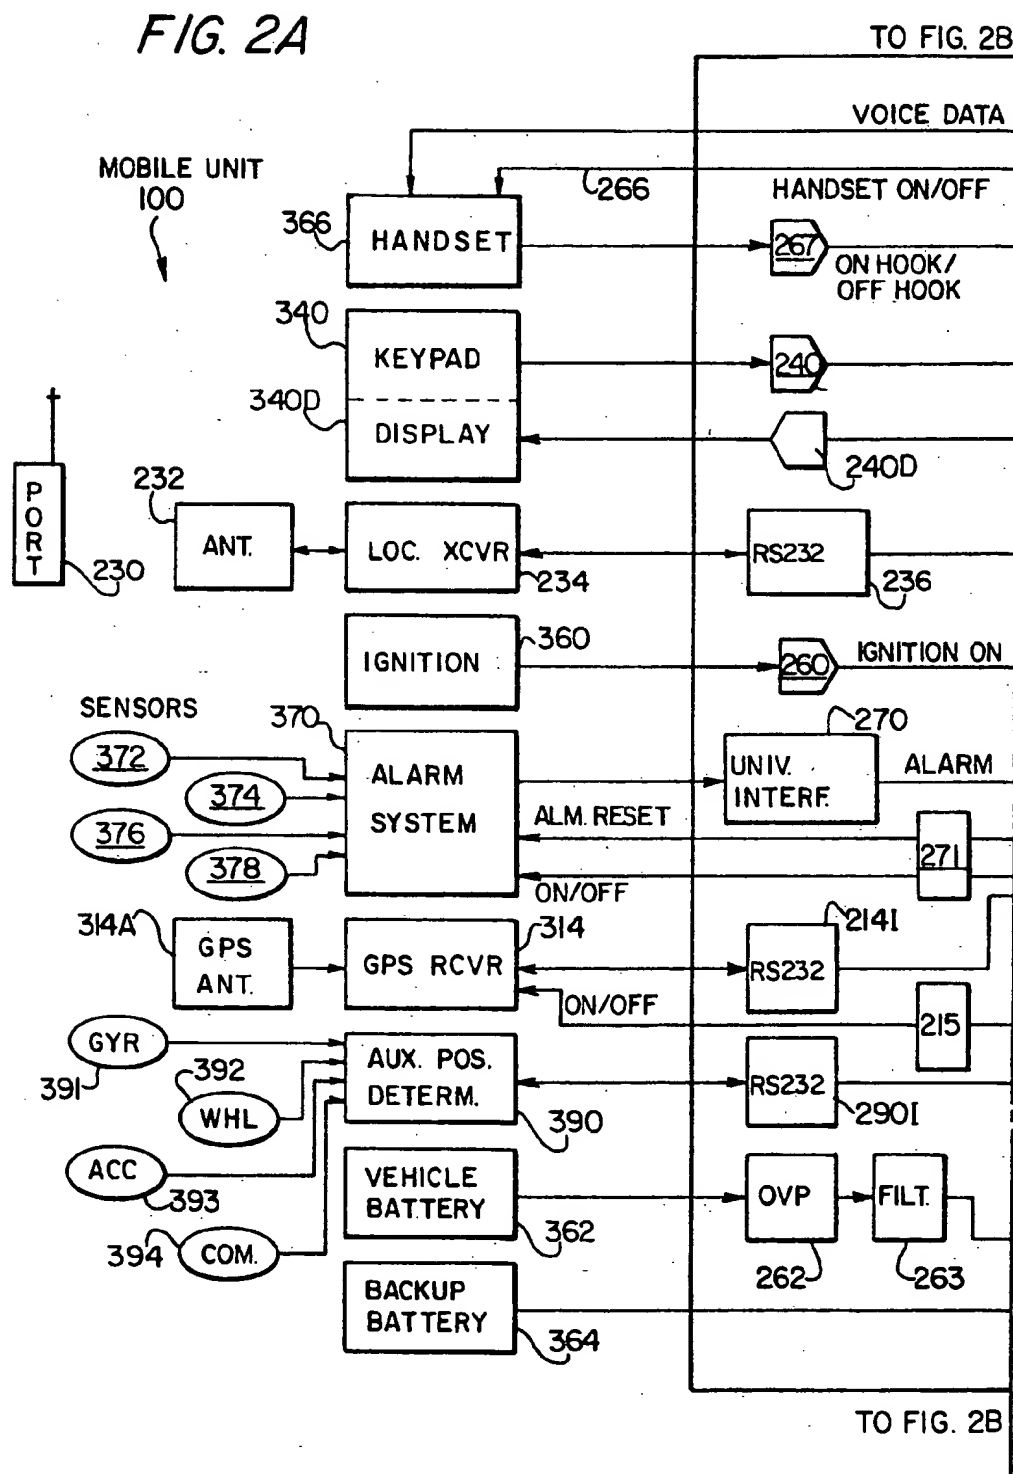 FIG. 2A
TO FIG. 2B
VOICE DATA
MOBILE UNIT
100
266
HANDSET ON/OFF
366
HANDSET
267
ON HOOK/
OFF HOOK
340
KEYPAD
240
340D
DISPLAY
240D
PORT
230
232
ANT.
LOC. XCVR
234
RS232
236
IGNITION
360
260
IGNITION ON
SENSORS
372
374
376
378
370
ALARM
SYSTEM
270
UNIV.
INTERF.
ALARM
ALM. RESET
271
ON/OFF
314A
GPS
ANT.
314
GPS RCVR
214I
RS232
ON/OFF
215
GYR
391
392
WHL
AUX. POS.
DETERM.
390
RS232
290I
ACC
393
394
COM.
VEHICLE
BATTERY
362
OVP
262
FILT.
263
BACKUP
BATTERY
364
TO FIG. 2B